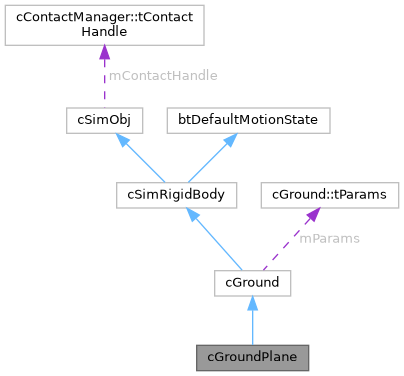 cContactManager::tContact
Handle
mContactHandle
cSimObj
btDefaultMotionState
cSimRigidBody
cGround::tParams
mParams
cGround
cGroundPlane